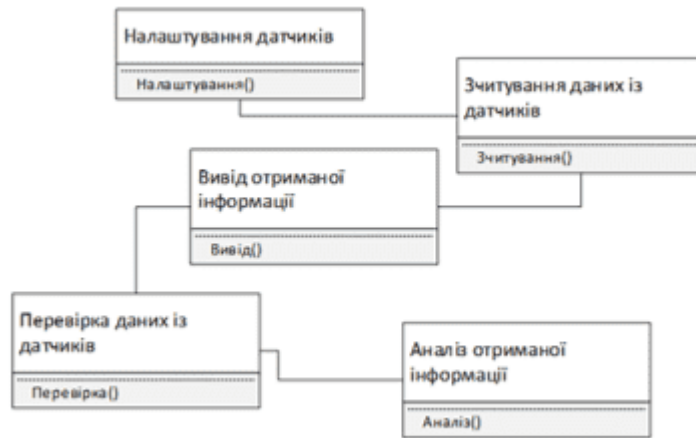 Налаштування датчиків
Налаштування()
Зчитування даних із
датчиків
Зчитування()
Вивід отриманої
інформації
Вивід()
Перевірка даних із
датчиків
Перевірка()
Аналіз отриманої
інформації
Аналіз()